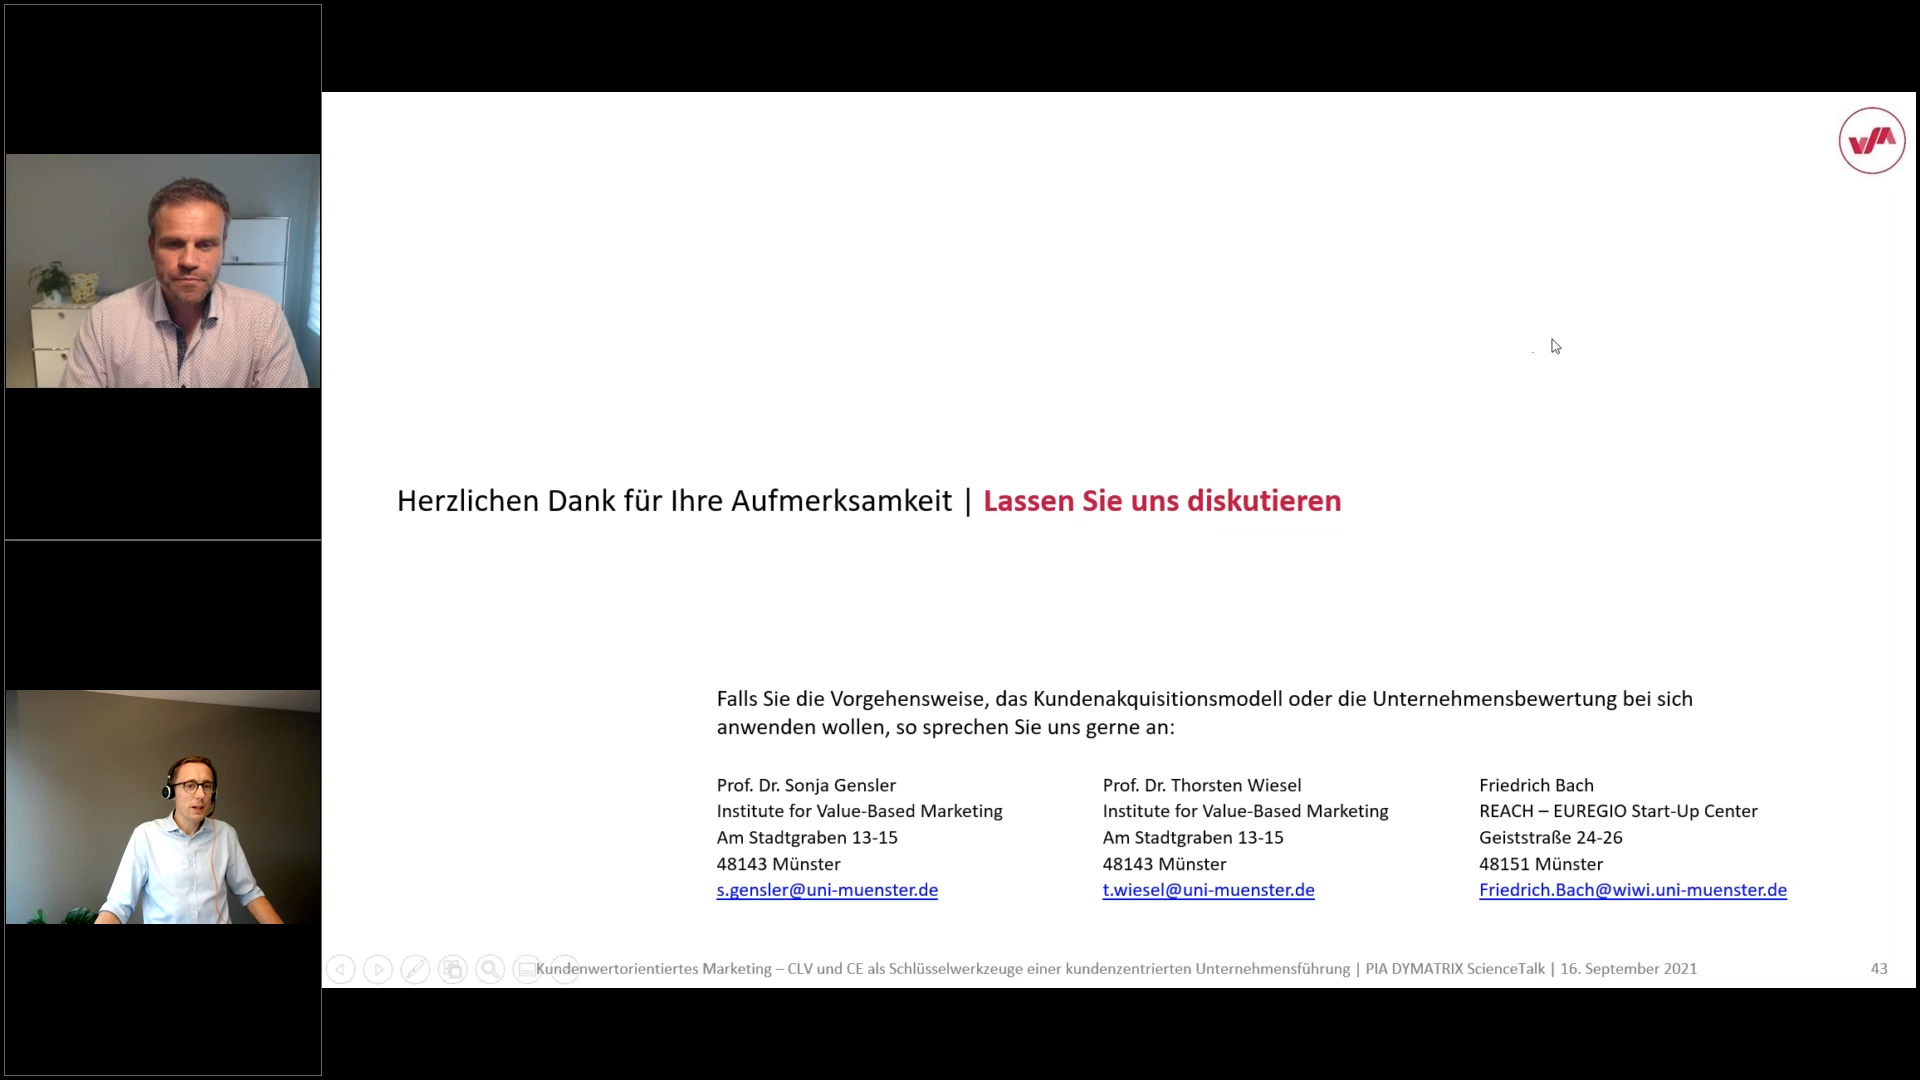 Herzlichen Dank für Ihre Aufmerksamkeit | Lassen Sie uns diskutieren
Falls Sie die Vorgehensweise, das Kundenakquisitionsmodell oder die Unternehmensbewertung bei sich
anwenden wollen, so sprechen Sie uns gerne an:
Prof. Dr. Sonja Gensler
Institute for Value-Based Marketing
Am Stadtgraben 13-15
48143 Münster
s.gensler@uni-muenster.de
Prof. Dr. Thorsten Wiesel
Institute for Value-Based Marketing
Am Stadtgraben 13-15
48143 Münster
t.wiesel@uni-muenster.de
Friedrich Bach
REACH – EUREGIO Start-Up Center
Geiststraße 24-26
48151 Münster
Friedrich.Bach@wiwi.uni-muenster.de
Kundenwertorientiertes Marketing – CLV und CE als Schlüsselwerkzeuge einer kundenzentrierten Unternehmensführung | PIA DYMATRIX ScienceTalk | 16. September 2021
43